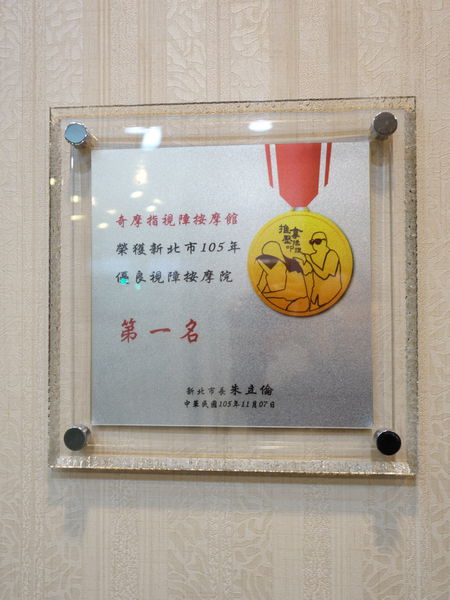 奇摩指視障按摩館
榮獲新北市105年
優良視障按摩院
第一名
新北市長 朱立倫
中華民國105年11月07日